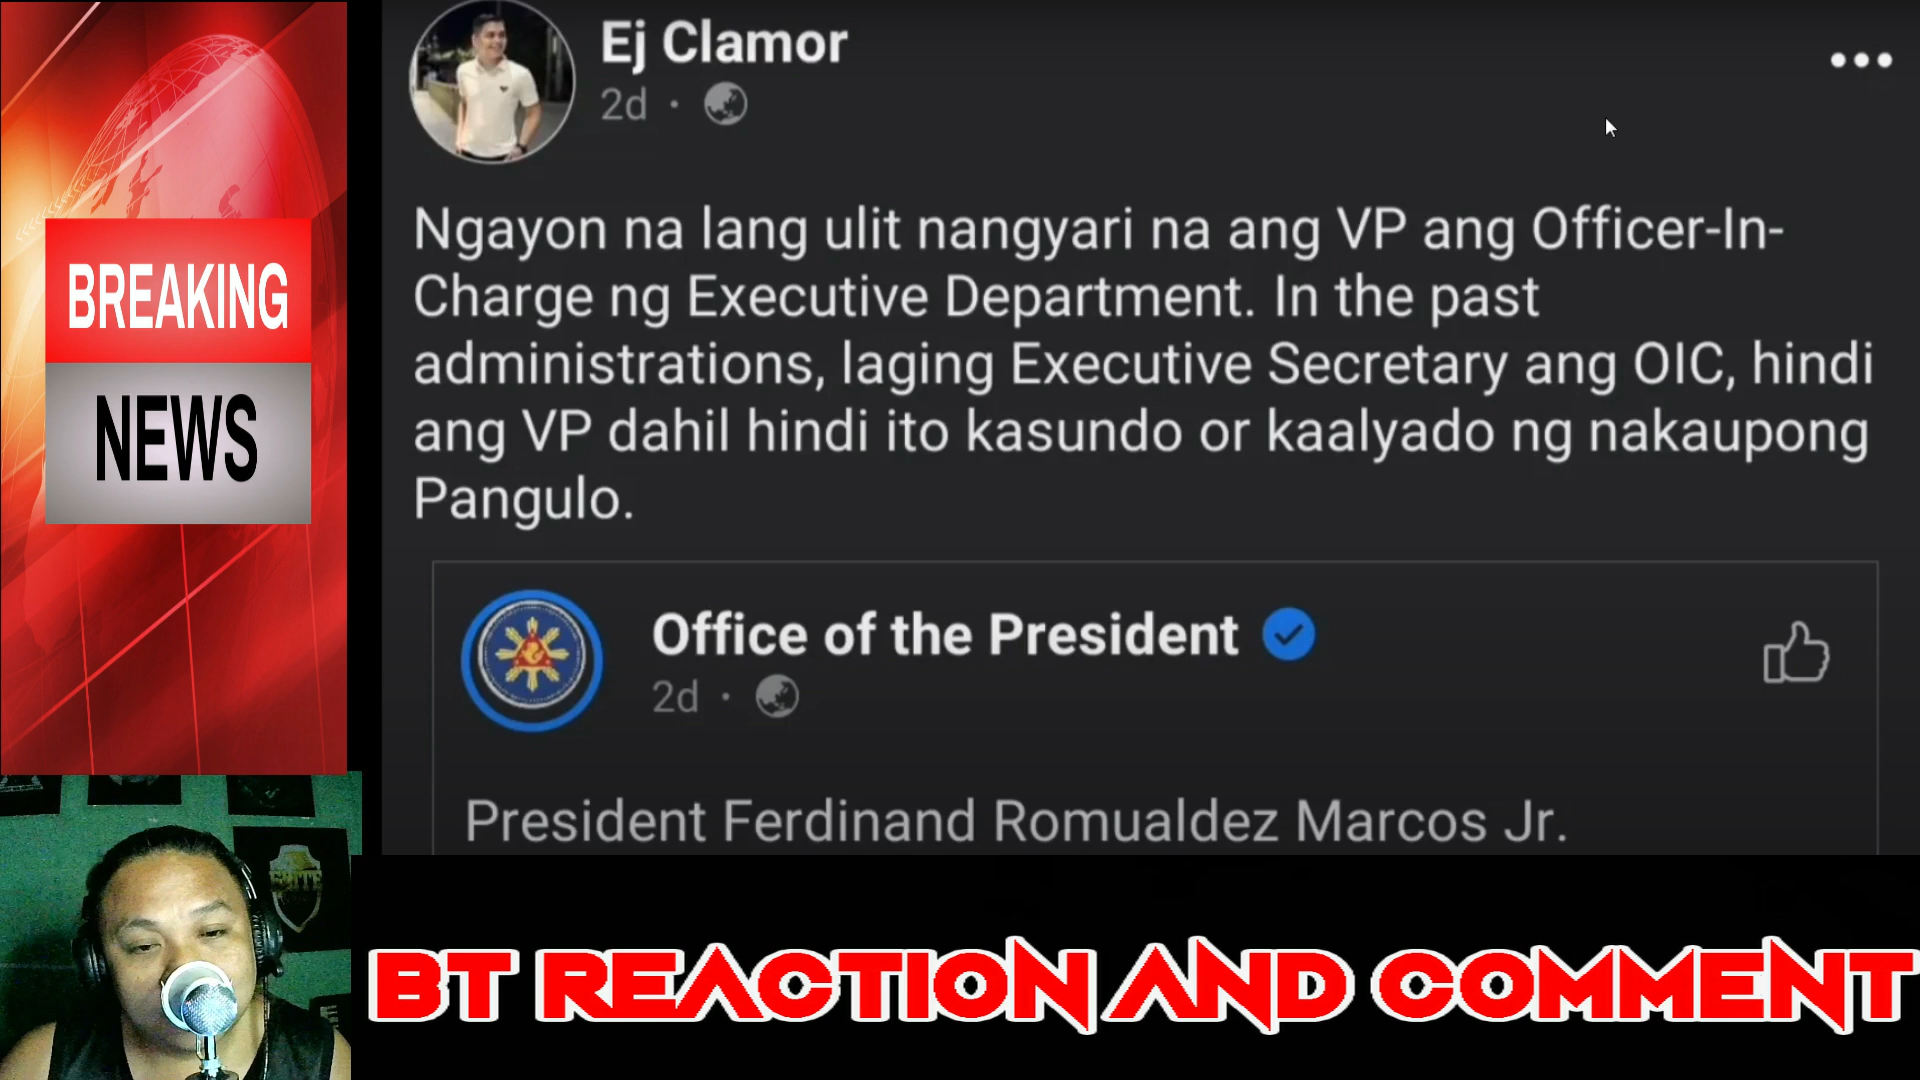 BREAKING
NEWS
Ej Clamor
2d ·
Ngayon na lang ulit nangyari na ang VP ang Officer-In-
Charge ng Executive Department. In the past
administrations, laging Executive Secretary ang OIC, hindi
ang VP dahil hindi ito kasundo or kaalyado ng nakaupong
Pangulo.
Office of the President
2d ·
President Ferdinand Romualdez Marcos Jr.
BT REACTION AND COMMENT